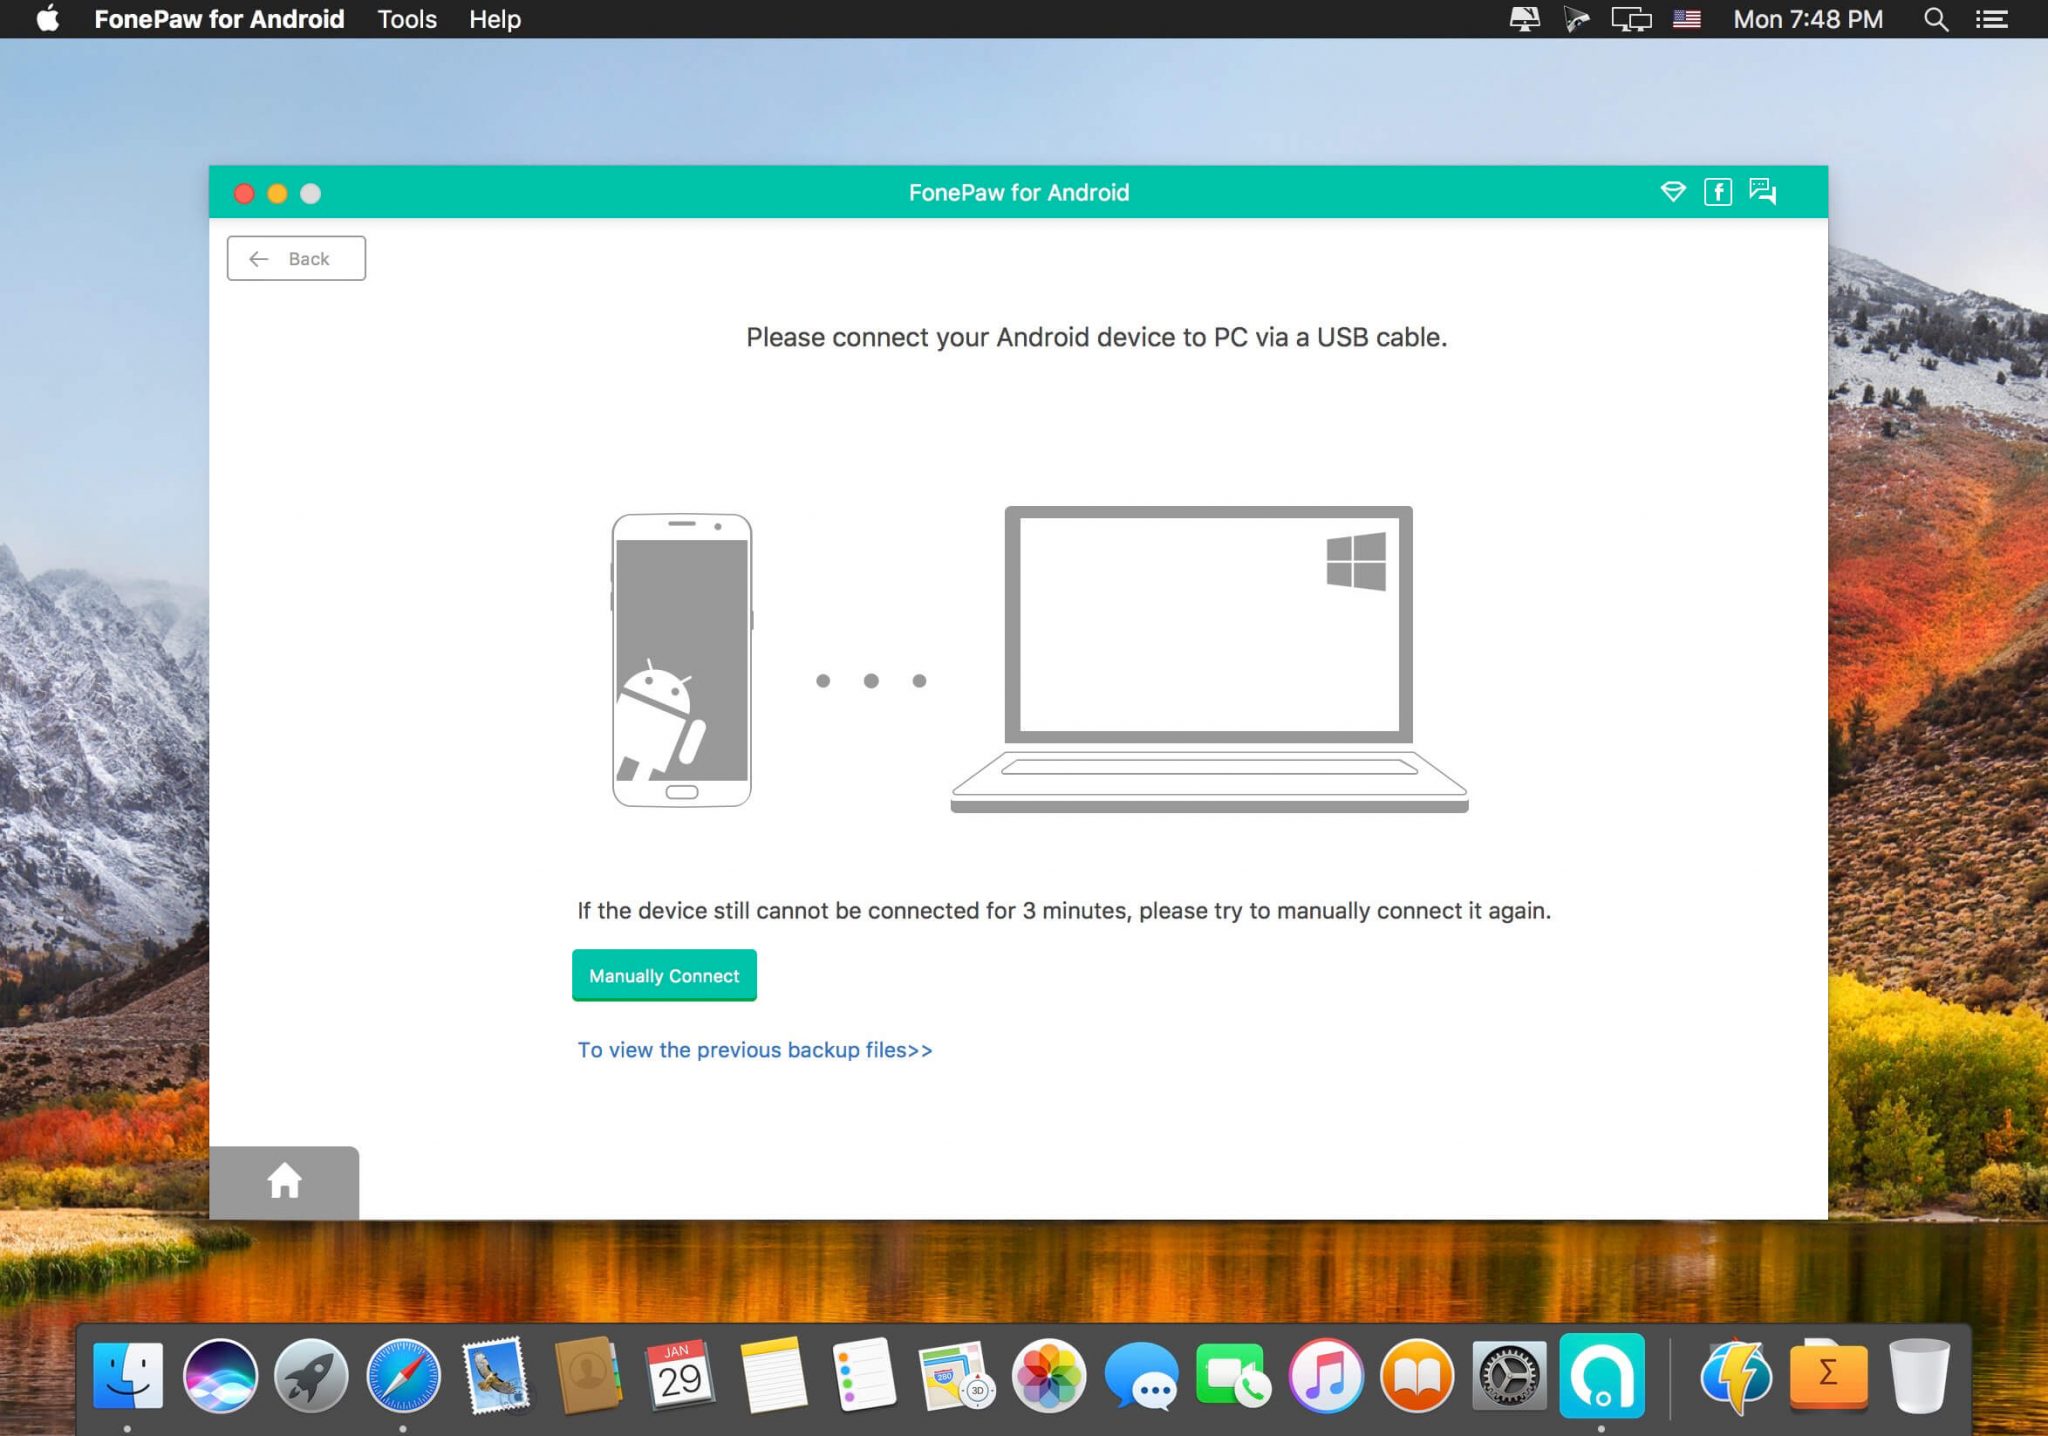 FonePaw for Android Tools Help Mon 7:48 PM
FonePaw for Android
Back
Please connect your Android device to PC via a USB cable.
If the device still cannot be connected for 3 minutes, please try to manually connect it again.
Manually Connect
To view the previous backup files>>
JAN
29
280
3D
Σ